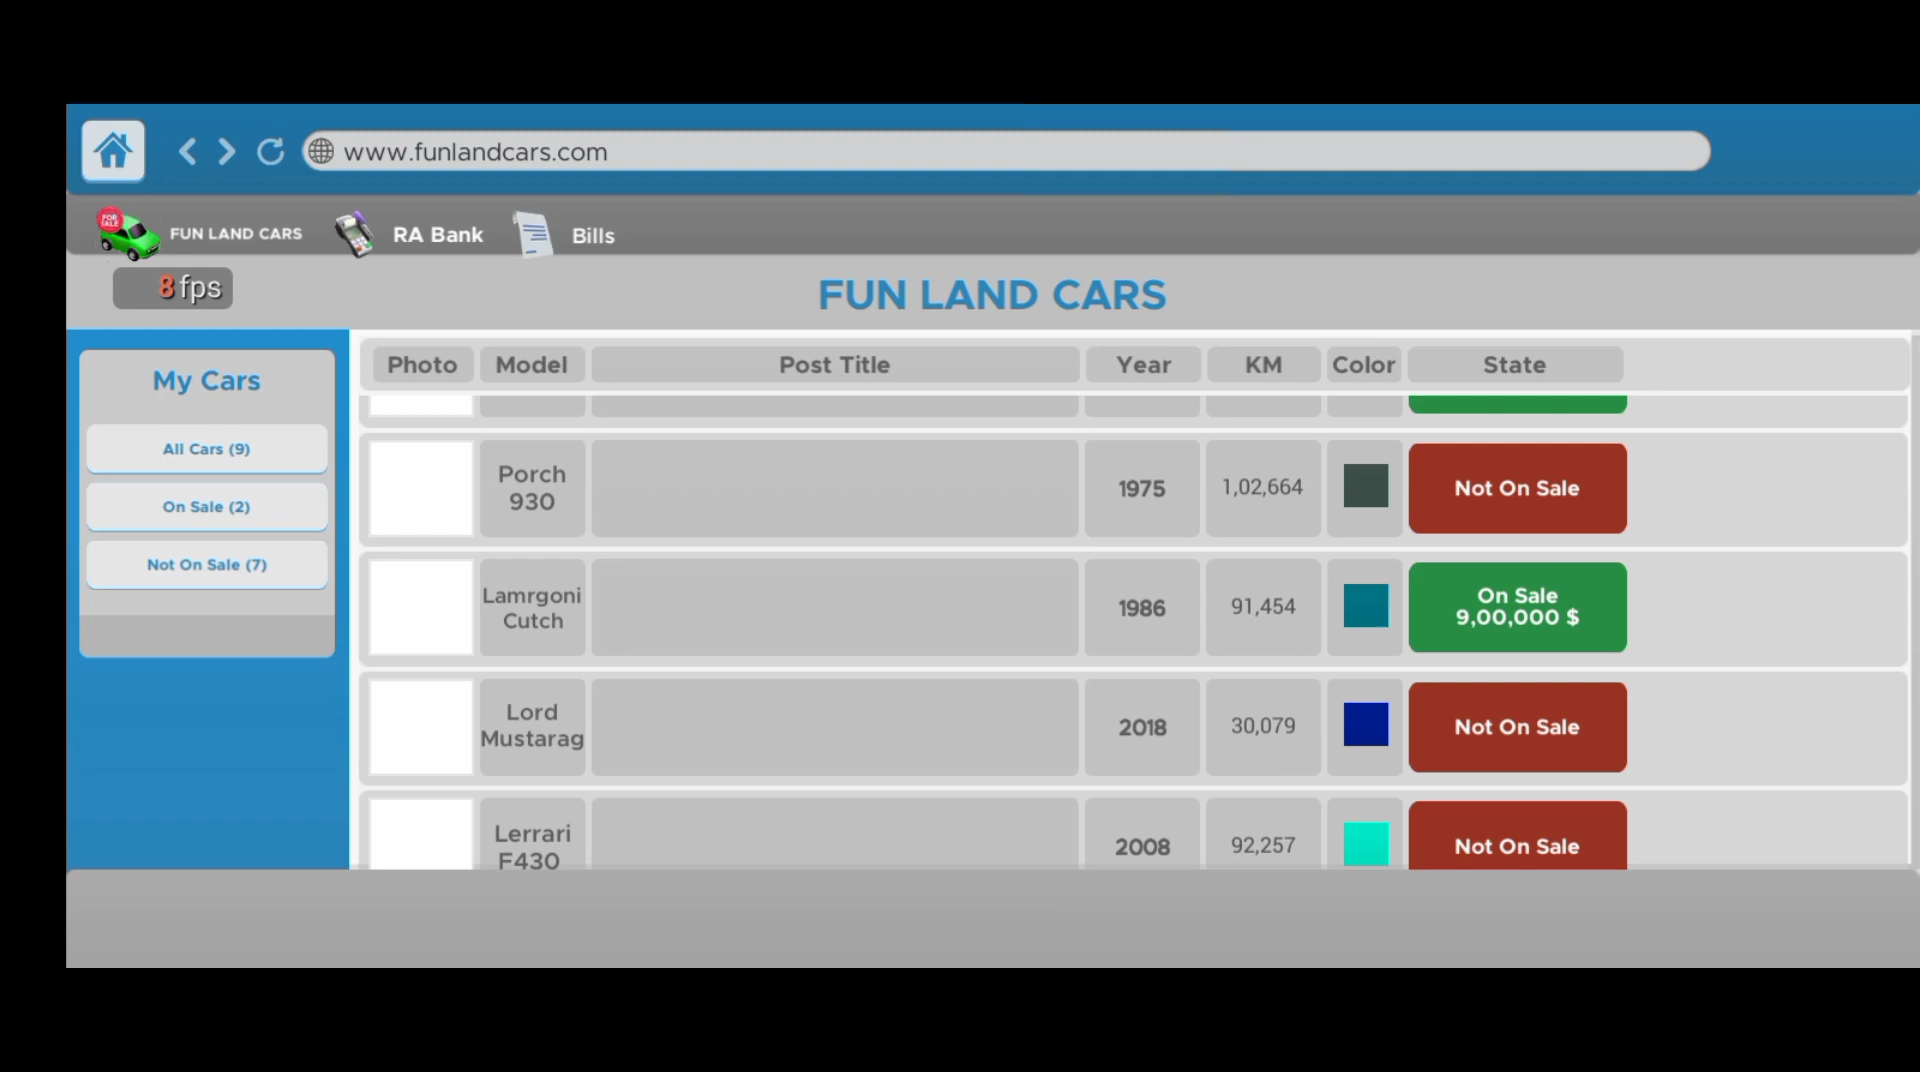 www.funlandcars.com
FOR SALE
FUN LAND CARS
RA Bank
Bills
8 fps
FUN LAND CARS
My Cars
All Cars (9)
On Sale (2)
Not On Sale (7)
Photo Model Post Title Year KM Color State
Porch
930
1975
1,02,664
Not On Sale
Lamrgoni
Cutch
1986
91,454
On Sale
9,00,000 $
Lord
Mustarag
2018
30,079
Not On Sale
Lerrari
F430
2008
92,257
Not On Sale